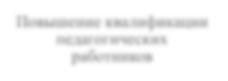 Повышение квалификации
педагогических
работников